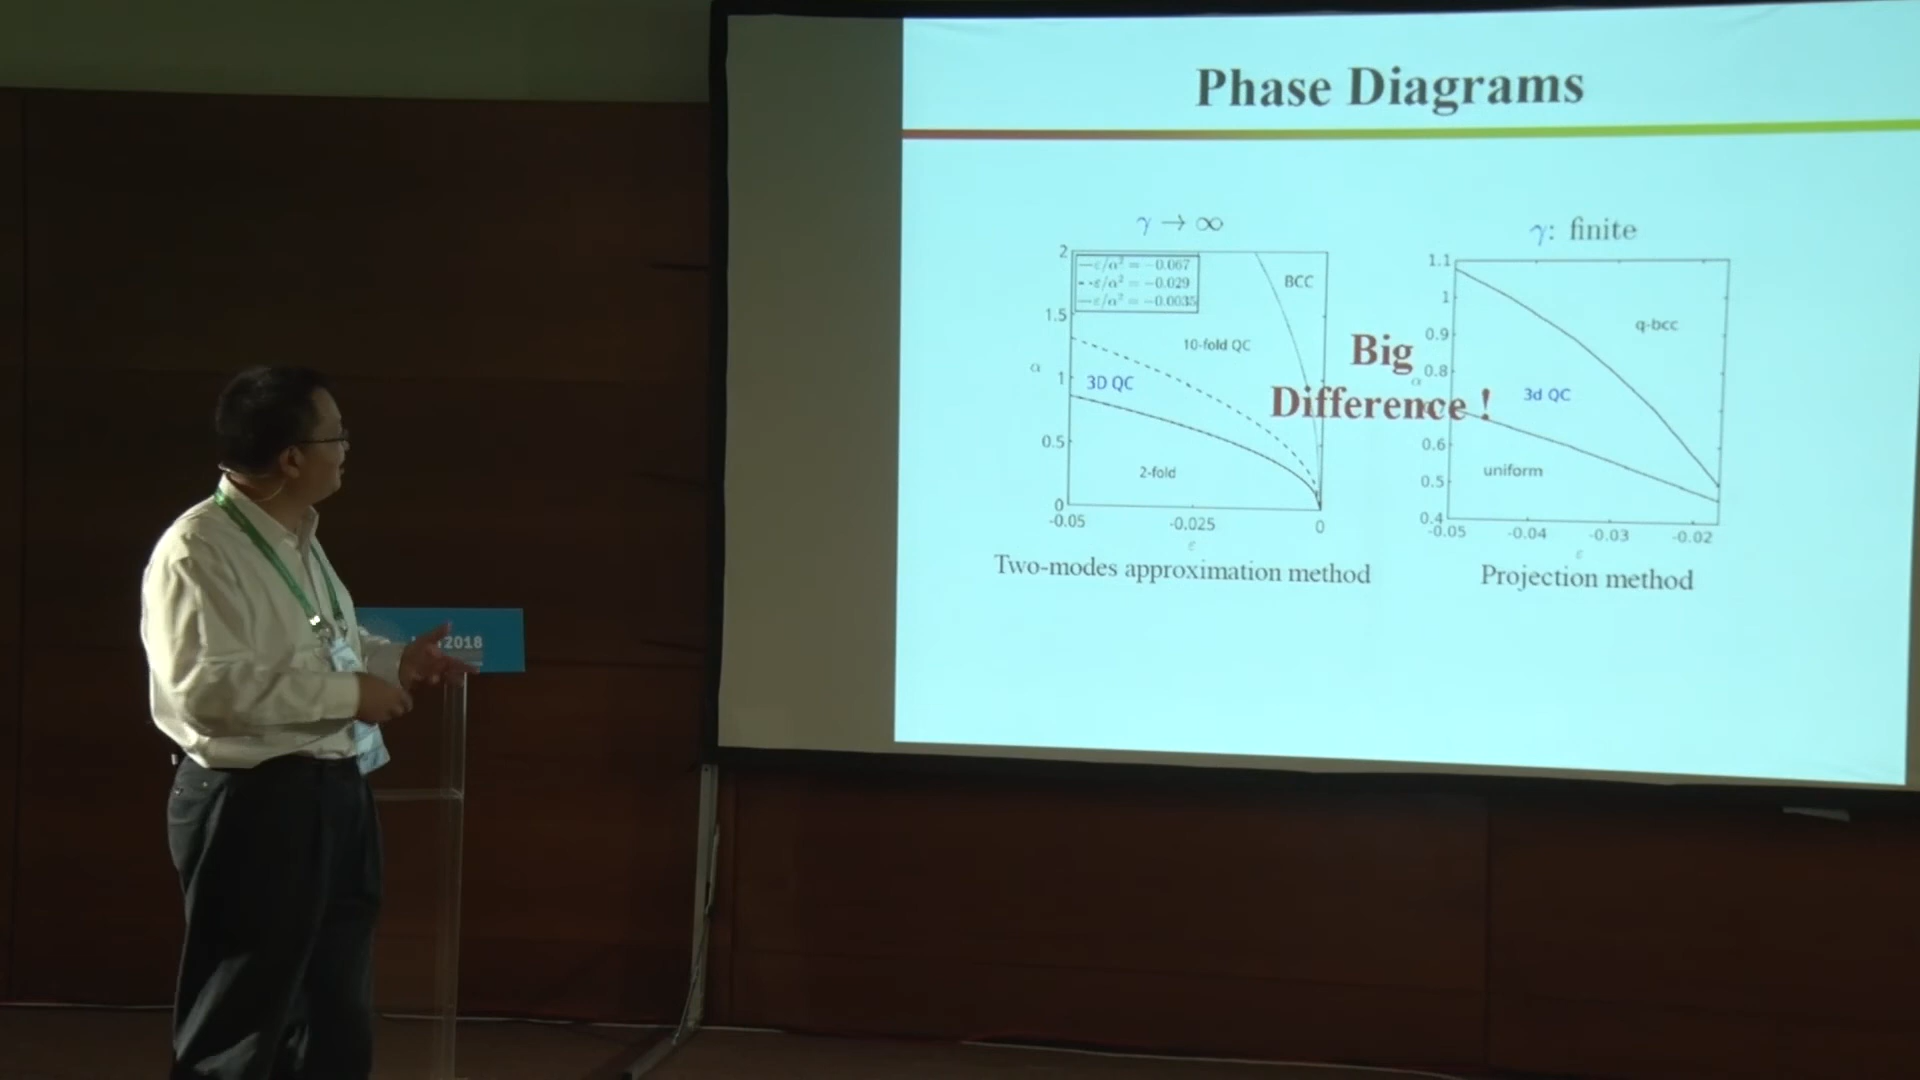 Phase Diagrams
γ → ∞
γ: finite
2
1.5
1
0.5
0
α
ε/α² = -0.067
ε/α² = -0.029
ε/α² = -0.0035
BCC
10-fold QC
3D QC
2-fold
-0.05
-0.025
0
ε
Two-modes approximation method
Big
Difference !
1.1
1
0.9
0.8
α
0.6
0.5
0.4
q-bcc
3d QC
uniform
-0.05
-0.04
-0.03
-0.02
ε
Projection method
2018